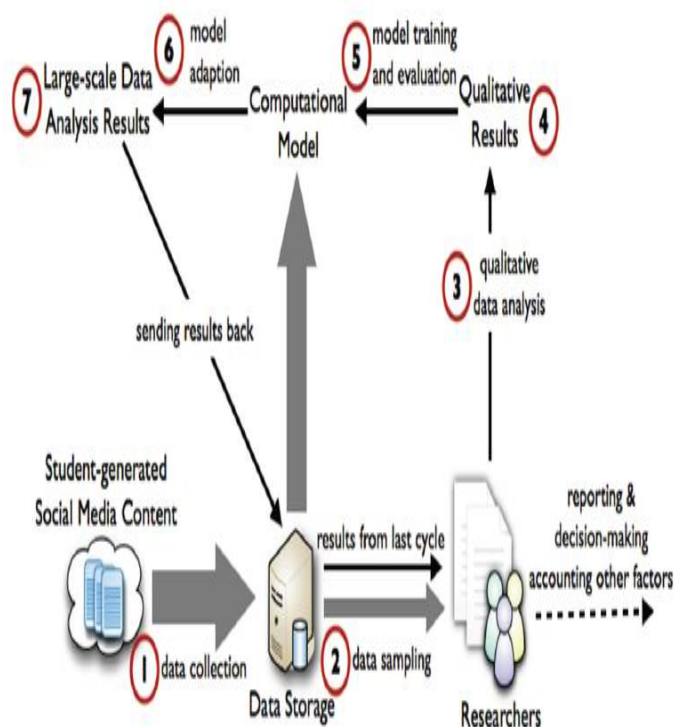 6
model
adaption
5
model training
and evaluation
7
Large-scale Data
Analysis Results
Computational
Model
Qualitative
Results
4
3
qualitative
data analysis
sending results back
Student-generated
Social Media Content
results from last cycle
reporting &
decision-making
accounting other factors
1
data collection
2
data sampling
Data Storage
Researchers